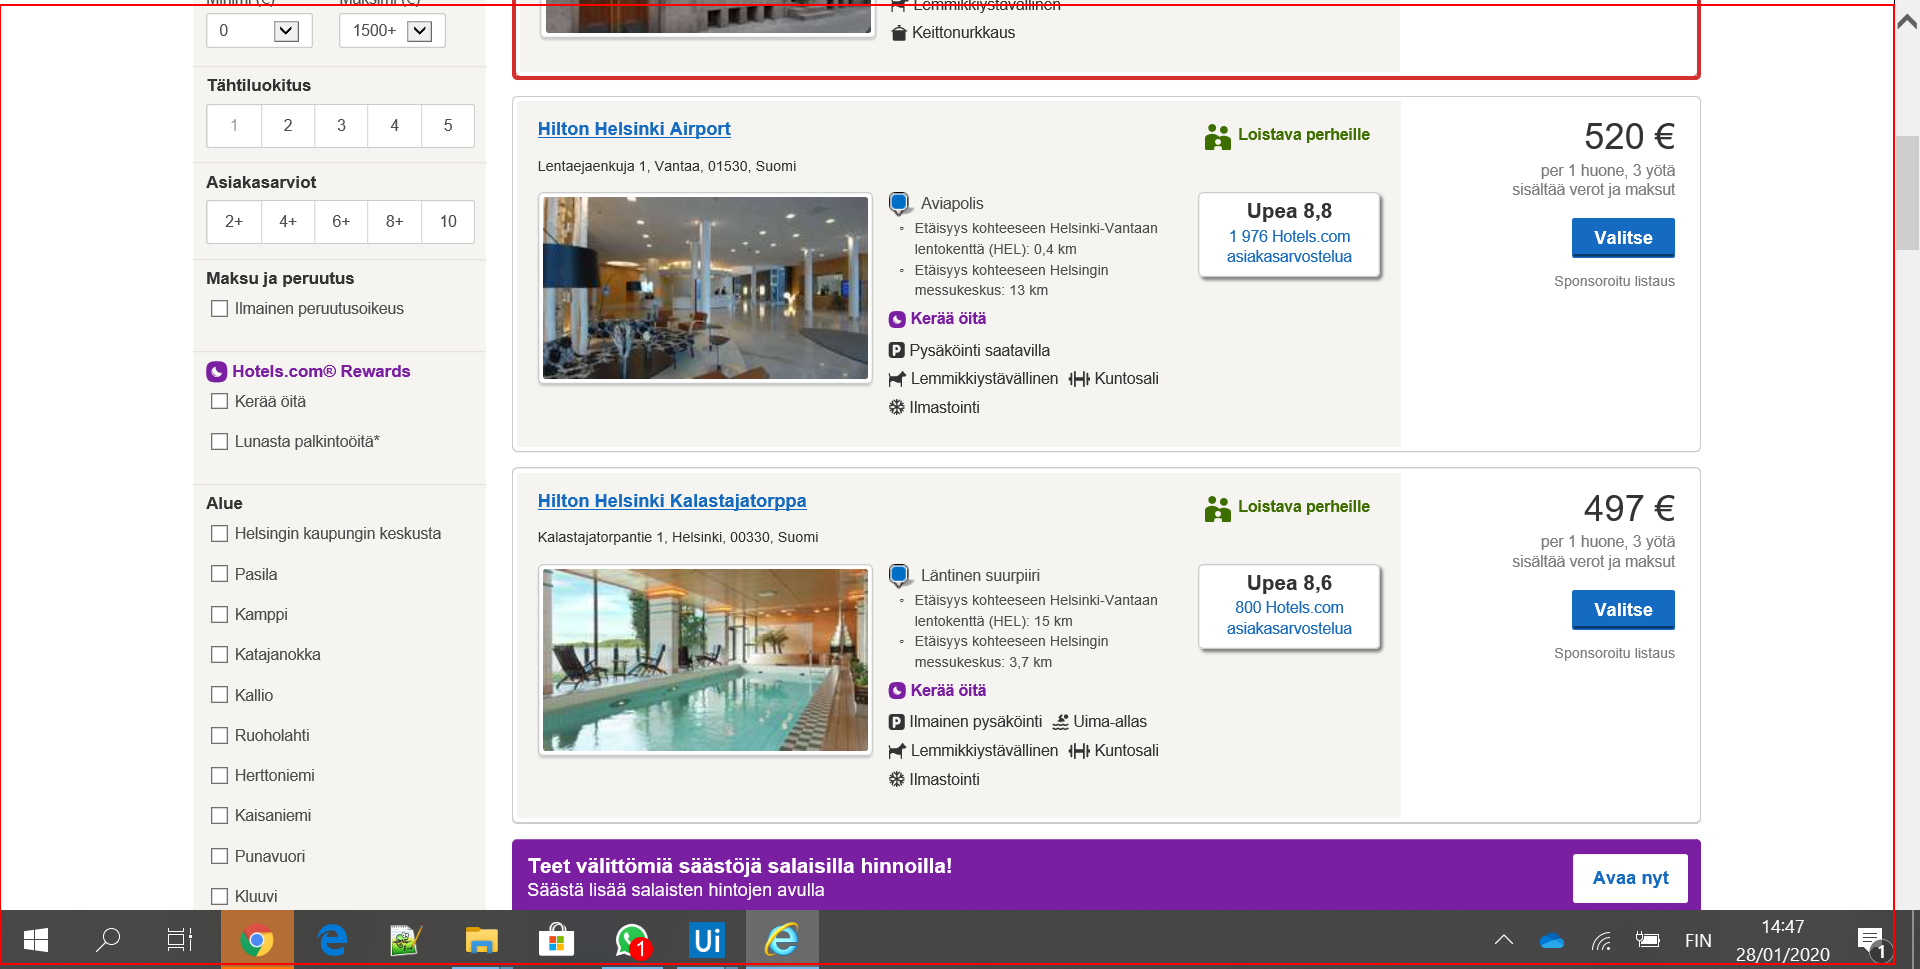 Minimi (€) Maksimi (€)
0 1500+
Tähtiluokitus
1 2 3 4 5
Asiakasarviot
2+ 4+ 6+ 8+ 10
Maksu ja peruutus
Ilmainen peruutusoikeus
Hotels.com® Rewards
Kerää öitä
Lunasta palkintoöitä*
Alue
Helsingin kaupungin keskusta
Pasila
Kamppi
Katajanokka
Kallio
Ruoholahti
Herttoniemi
Kaisaniemi
Punavuori
Kluuvi
Lemmikkiystävällinen
Keittonurkkaus
Hilton Helsinki Airport
Lentaejaenkuja 1, Vantaa, 01530, Suomi
Aviapolis
Etäisyys kohteeseen Helsinki-Vantaan
lentokenttä (HEL): 0,4 km
Etäisyys kohteeseen Helsingin
messukeskus: 13 km
Kerää öitä
Pysäköinti saatavilla
Lemmikkiystävällinen Kuntosali
Ilmastointi
Loistava perheille
Upea 8,8
1 976 Hotels.com
asiakasarvostelua
520 €
per 1 huone, 3 yötä
sisältää verot ja maksut
Valitse
Sponsoroitu listaus
Hilton Helsinki Kalastajatorppa
Kalastajatorpantie 1, Helsinki, 00330, Suomi
Läntinen suurpiiri
Etäisyys kohteeseen Helsinki-Vantaan
lentokenttä (HEL): 15 km
Etäisyys kohteeseen Helsingin
messukeskus: 3,7 km
Kerää öitä
Ilmainen pysäköinti Uima-allas
Lemmikkiystävällinen Kuntosali
Ilmastointi
Loistava perheille
Upea 8,6
800 Hotels.com
asiakasarvostelua
497 €
per 1 huone, 3 yötä
sisältää verot ja maksut
Valitse
Sponsoroitu listaus
Teet välittömiä säästöjä salaisilla hinnoilla!
Säästä lisää salaisten hintojen avulla
Avaa nyt
1
Ui
FIN
14:47
28/01/2020
1